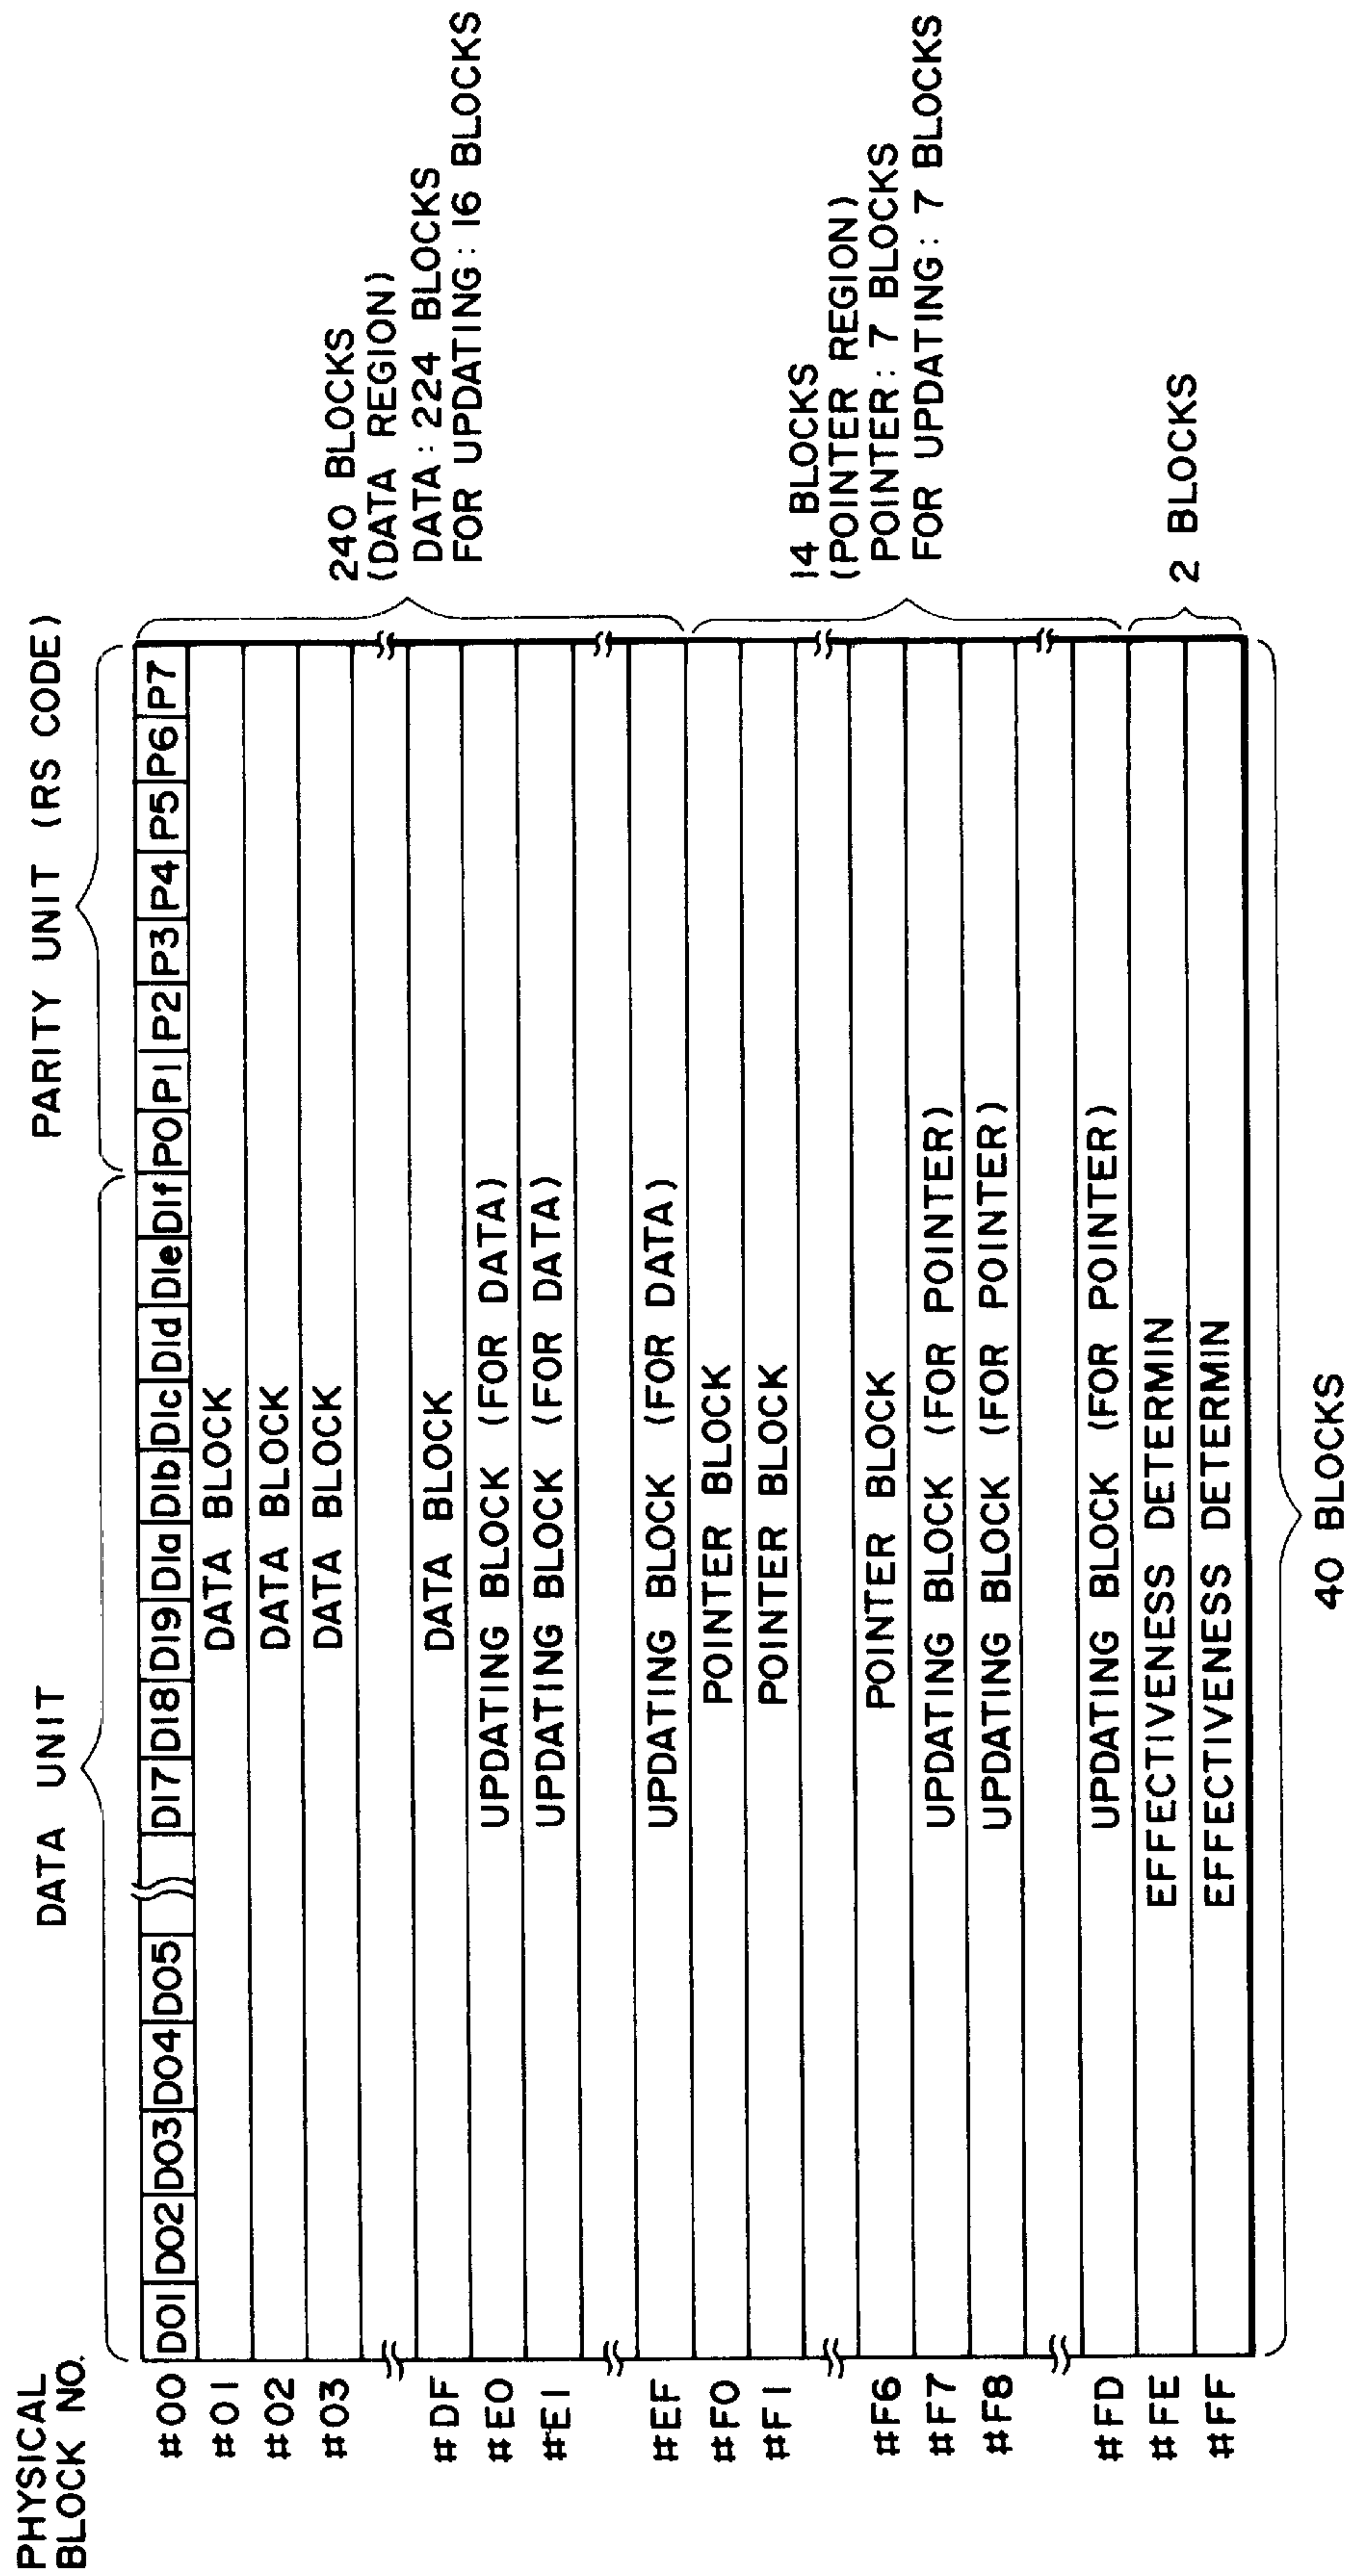 PHYSICAL
BLOCK NO.
DATA UNIT
PARITY UNIT (RS CODE)
#00 D01 D02 D03 D04 D05 D17 D18 D19 D1a D1b D1c D1d D1e D1f P0 P1 P2 P3 P4 P5 P6 P7
#01 DATA BLOCK
#02 DATA BLOCK
#03 DATA BLOCK
#DF DATA BLOCK
#E0 UPDATING BLOCK (FOR DATA)
#E1 UPDATING BLOCK (FOR DATA)
#EF UPDATING BLOCK (FOR DATA)
#F0 POINTER BLOCK
#F1 POINTER BLOCK
#F6 POINTER BLOCK
#F7 UPDATING BLOCK (FOR POINTER)
#F8 UPDATING BLOCK (FOR POINTER)
#FD UPDATING BLOCK (FOR POINTER)
#FE EFFECTIVENESS DETERMIN
#FF EFFECTIVENESS DETERMIN
240 BLOCKS
(DATA REGION)
DATA: 224 BLOCKS
FOR UPDATING: 16 BLOCKS
14 BLOCKS
(POINTER REGION)
POINTER: 7 BLOCKS
FOR UPDATING: 7 BLOCKS
2 BLOCKS
40 BLOCKS